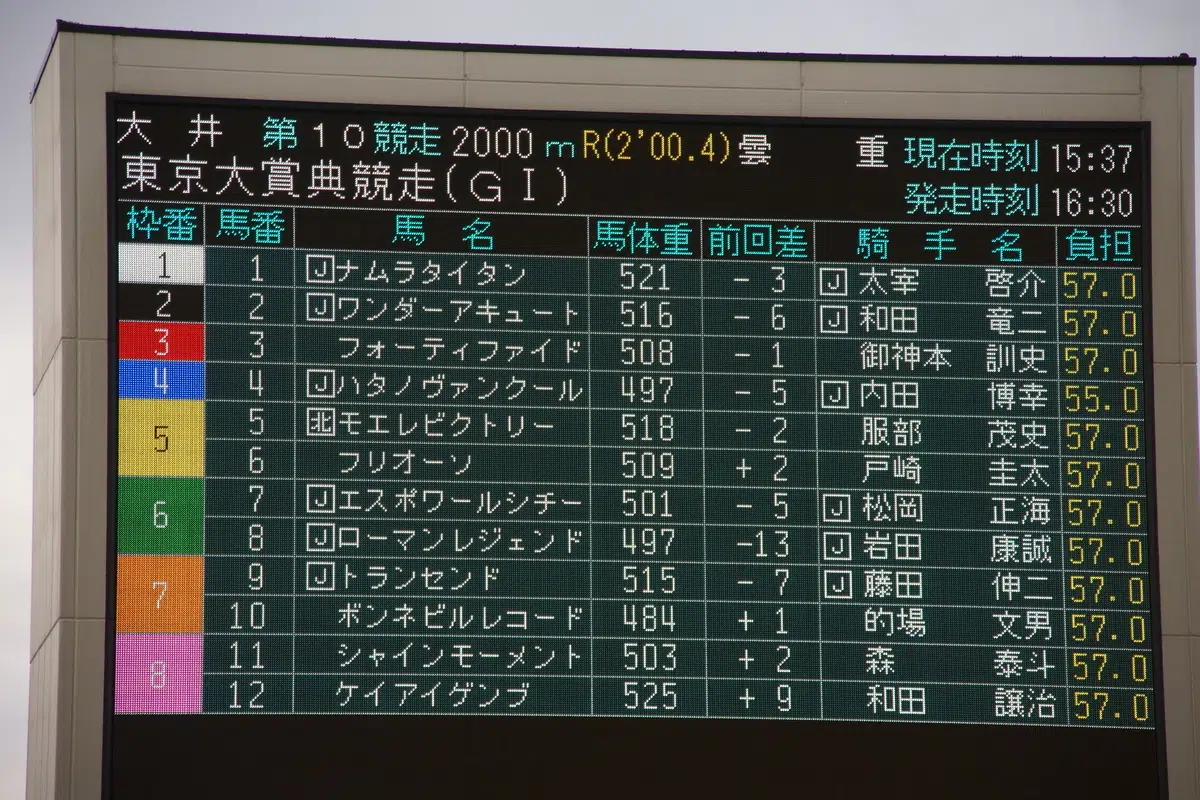 大井 第10競走 2000m R(2'00.4) 曇 重 現在時刻 15:37
東京大賞典競走(GⅠ) 発走時刻 16:30
枠番 馬番 馬名 馬体重 前回差 騎手名 負担
1 1 J ナムラタイタン 521 - 3 J 太宰 啓介 57.0
2 2 J ワンダーアキュート 516 - 6 J 和田 竜二 57.0
3 3 フォーティファイド 508 - 1 御神本 訓史 57.0
4 4 J ハタノヴァンクール 497 - 5 J 内田 博幸 55.0
5 5 北 モエレビクトリー 518 - 2 服部 茂史 57.0
6 フリオーソ 509 + 2 戸崎 圭太 57.0
6 7 J エスポワールシチー 501 - 5 J 松岡 正海 57.0
8 J ローマンレジェンド 497 -13 J 岩田 康誠 57.0
7 9 J トランセンド 515 - 7 J 藤田 伸二 57.0
10 ボンネビルレコード 484 + 1 的場 文男 57.0
8 11 シャインモーメント 503 + 2 森 泰斗 57.0
12 ケイアイゲンブ 525 + 9 和田 譲治 57.0